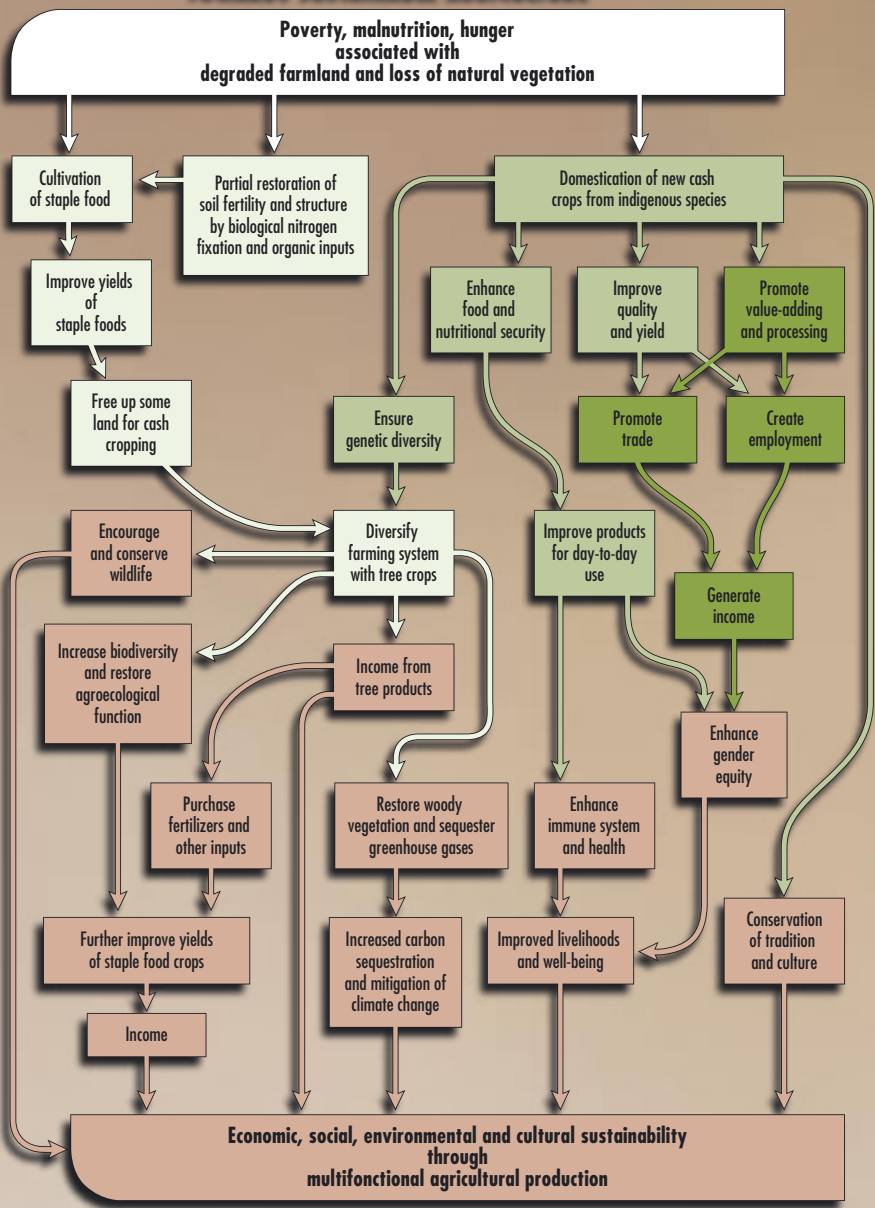 Poverty, malnutrition, hunger
associated with
degraded farmland and loss of natural vegetation
Cultivation
of staple food
Partial restoration of
soil fertility and structure
by biological nitrogen
fixation and organic inputs
Domestication of new cash
crops from indigenous species
Improve yields
of
staple foods
Enhance
food and
nutritional security
Improve
quality
and yield
Promote
value-adding
and processing
Free up some
land for cash
cropping
Ensure
genetic diversity
Promote
trade
Create
employment
Encourage
and conserve
wildlife
Diversify
farming system
with tree crops
Improve products
for day-to-day
use
Generate
income
Increase biodiversity
and restore
agroecological
function
Income from
tree products
Enhance
gender
equity
Purchase
fertilizers and
other inputs
Restore woody
vegetation and sequester
greenhouse gases
Enhance
immune system
and health
Further improve yields
of staple food crops
Increased carbon
sequestration
and mitigation of
climate change
Improved livelihoods
and well-being
Conservation
of tradition
and culture
Income
Economic, social, environmental and cultural sustainability
through
multifonctional agricultural production